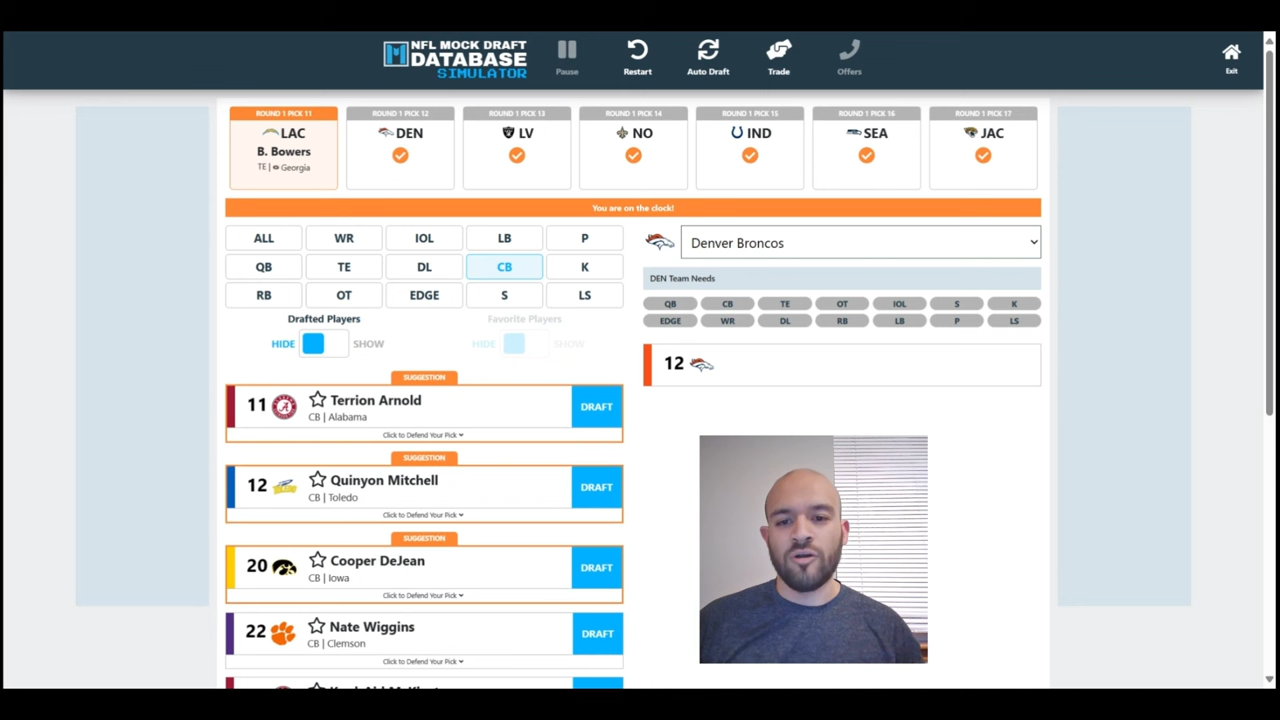 NFL MOCK DRAFT
DATABASE
SIMULATOR
Pause
Restart
Auto Draft
Trade
Offers
Exit
ROUND 1 PICK 11
LAC
B. Bowers
TE | Georgia
ROUND 1 PICK 12
DEN
ROUND 1 PICK 13
LV
ROUND 1 PICK 14
NO
ROUND 1 PICK 15
IND
ROUND 1 PICK 16
SEA
ROUND 1 PICK 17
JAC
You are on the clock!
ALL WR IOL LB P
QB TE DL CB K
RB OT EDGE S LS
Drafted Players
HIDE SHOW
Favorite Players
HIDE SHOW
SUGGESTION
11 Terrion Arnold
CB | Alabama
DRAFT
Click to Defend Your Pick
SUGGESTION
12 Quinyon Mitchell
CB | Toledo
DRAFT
Click to Defend Your Pick
SUGGESTION
20 Cooper DeJean
CB | Iowa
DRAFT
Click to Defend Your Pick
22 Nate Wiggins
CB | Clemson
DRAFT
Click to Defend Your Pick
Denver Broncos
DEN Team Needs
QB CB TE OT IOL S K
EDGE WR DL RB LB P LS
12